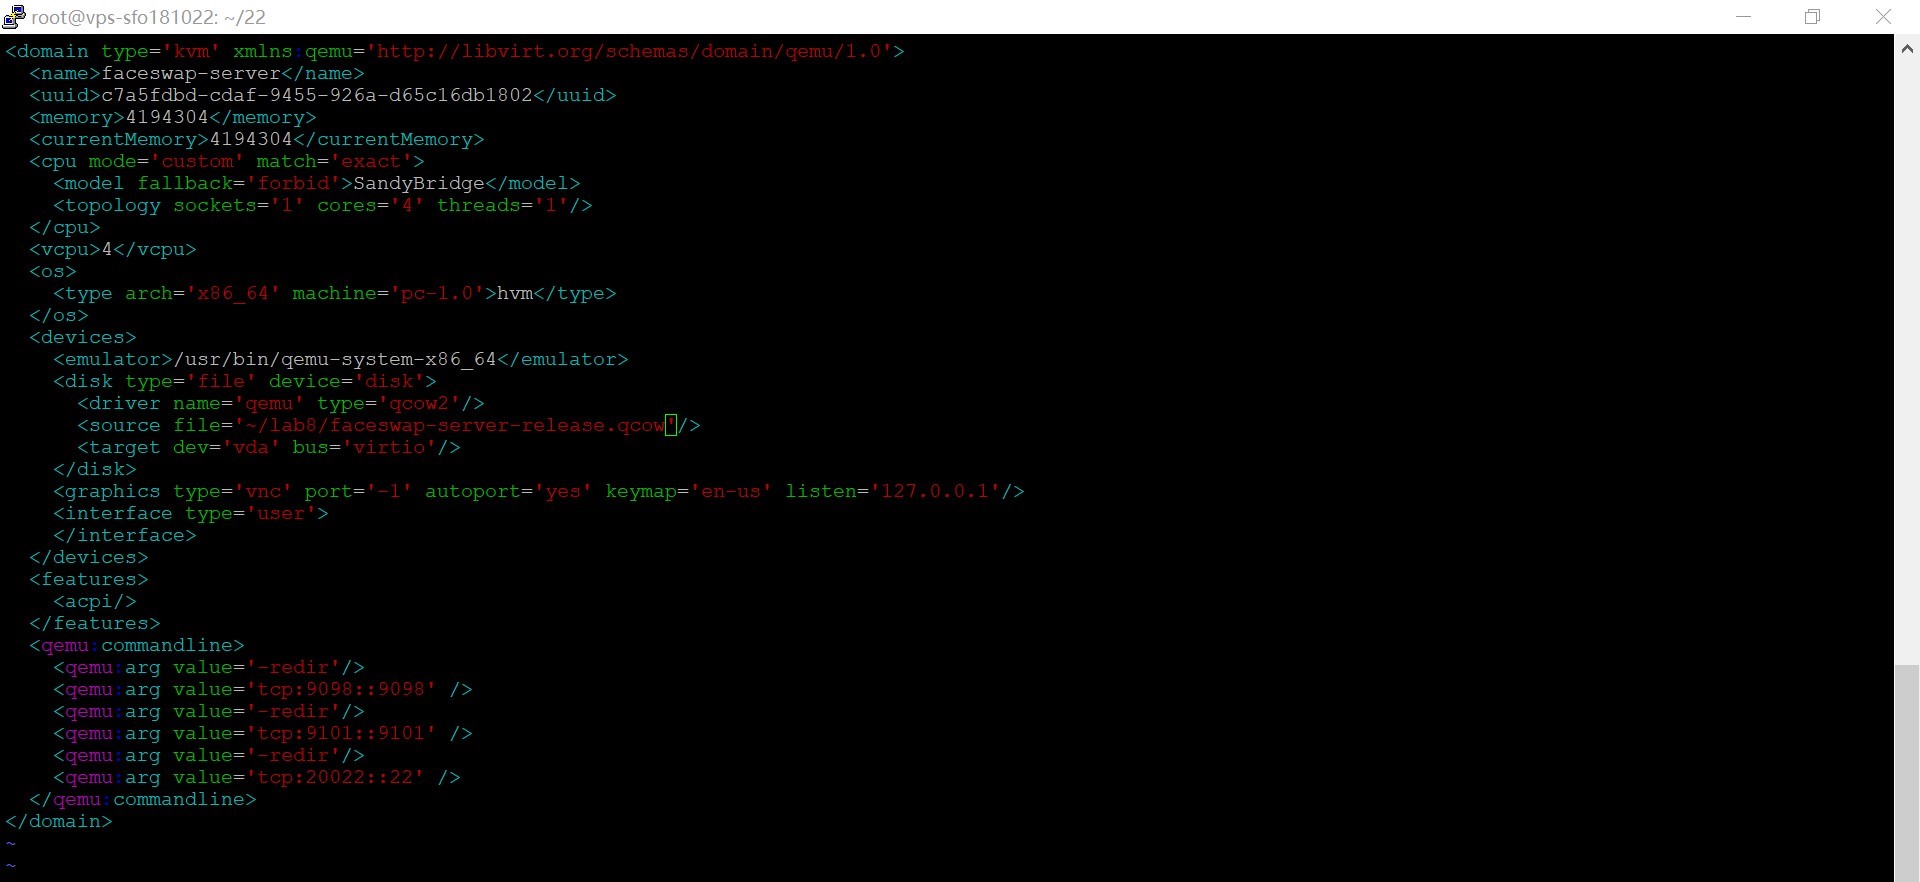 root@vps-sfo181022: ~/22
<domain type='kvm' xmlns:qemu='http://libvirt.org/schemas/domain/qemu/1.0'>
  <name>faceswap-server</name>
  <uuid>c7a5fdbd-cdaf-9455-926a-d65c16db1802</uuid>
  <memory>4194304</memory>
  <currentMemory>4194304</currentMemory>
  <cpu mode='custom' match='exact'>
    <model fallback='forbid'>SandyBridge</model>
    <topology sockets='1' cores='4' threads='1'/>
  </cpu>
  <vcpu>4</vcpu>
  <os>
    <type arch='x86_64' machine='pc-1.0'>hvm</type>
  </os>
  <devices>
    <emulator>/usr/bin/qemu-system-x86_64</emulator>
    <disk type='file' device='disk'>
      <driver name='qemu' type='qcow2'/>
      <source file='~/lab8/faceswap-server-release.qcow'/>
      <target dev='vda' bus='virtio'/>
    </disk>
    <graphics type='vnc' port='-1' autoport='yes' keymap='en-us' listen='127.0.0.1'/>
    <interface type='user'>
    </interface>
  </devices>
  <features>
    <acpi/>
  </features>
  <qemu:commandline>
    <qemu:arg value='-redir'/>
    <qemu:arg value='tcp:9098::9098' />
    <qemu:arg value='-redir'/>
    <qemu:arg value='tcp:9101::9101' />
    <qemu:arg value='-redir'/>
    <qemu:arg value='tcp:20022::22' />
  </qemu:commandline>
</domain>
~
~